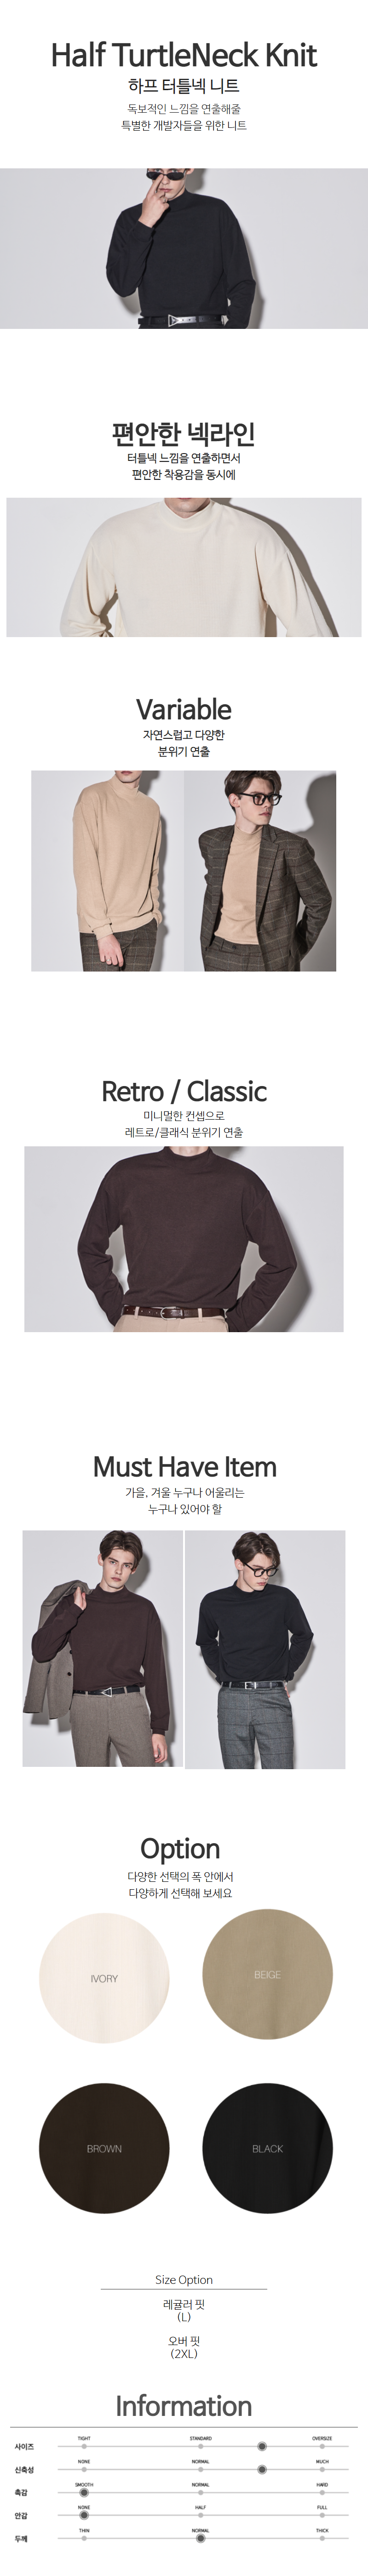 Half TurtleNeck Knit
하프 터틀넥 니트
독보적인 느낌을 연출해줄
특별한 개발자들을 위한 니트
편안한 넥라인
터틀넥 느낌을 연출하면서
편안한 착용감을 동시에
Variable
자연스럽고 다양한
분위기 연출
Retro / Classic
미니멀한 컨셉으로
레트로/클래식 분위기 연출
Must Have Item
가을, 겨울 누구나 어울리는
누구나 있어야 할
Option
다양한 선택의 폭 안에서
다양하게 선택해 보세요
IVORY
BEIGE
BROWN
BLACK
Size Option
레귤러 핏
(L)
오버 핏
(2XL)
Information
사이즈 TIGHT STANDARD OVERSIZE
신축성 NONE NORMAL MUCH
촉감 SMOOTH NORMAL HARD
안감 NONE HALF FULL
두께 THIN NORMAL THICK